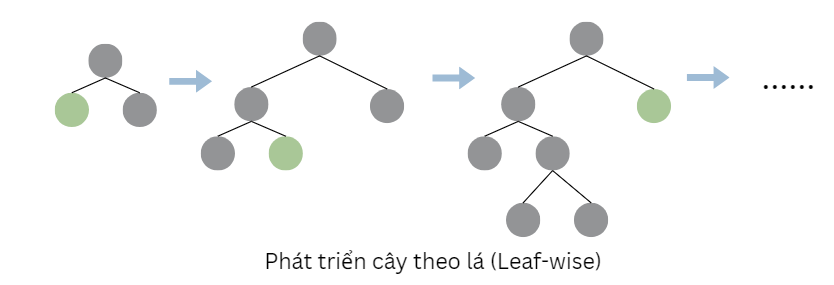 ......
Phát triển cây theo lá (Leaf-wise)